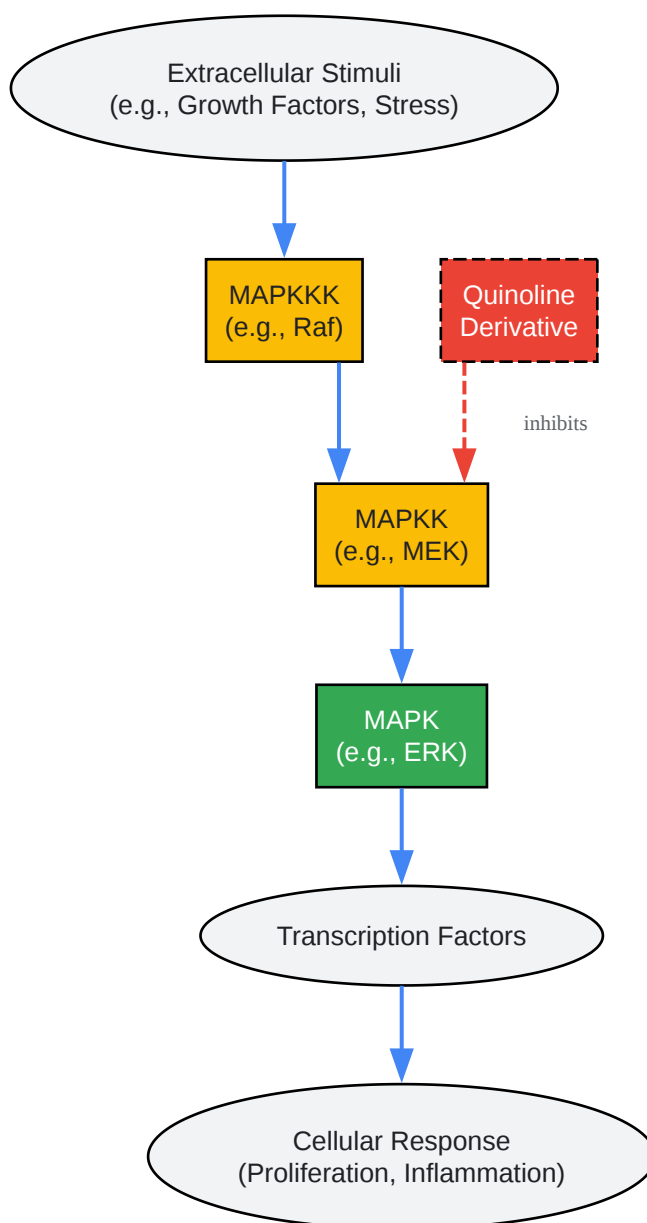 Extracellular Stimuli
(e.g., Growth Factors, Stress)
MAPKKK
(e.g., Raf)
Quinoline
Derivative
inhibits
MAPKK
(e.g., MEK)
MAPK
(e.g., ERK)
Transcription Factors
Cellular Response
(Proliferation, Inflammation)